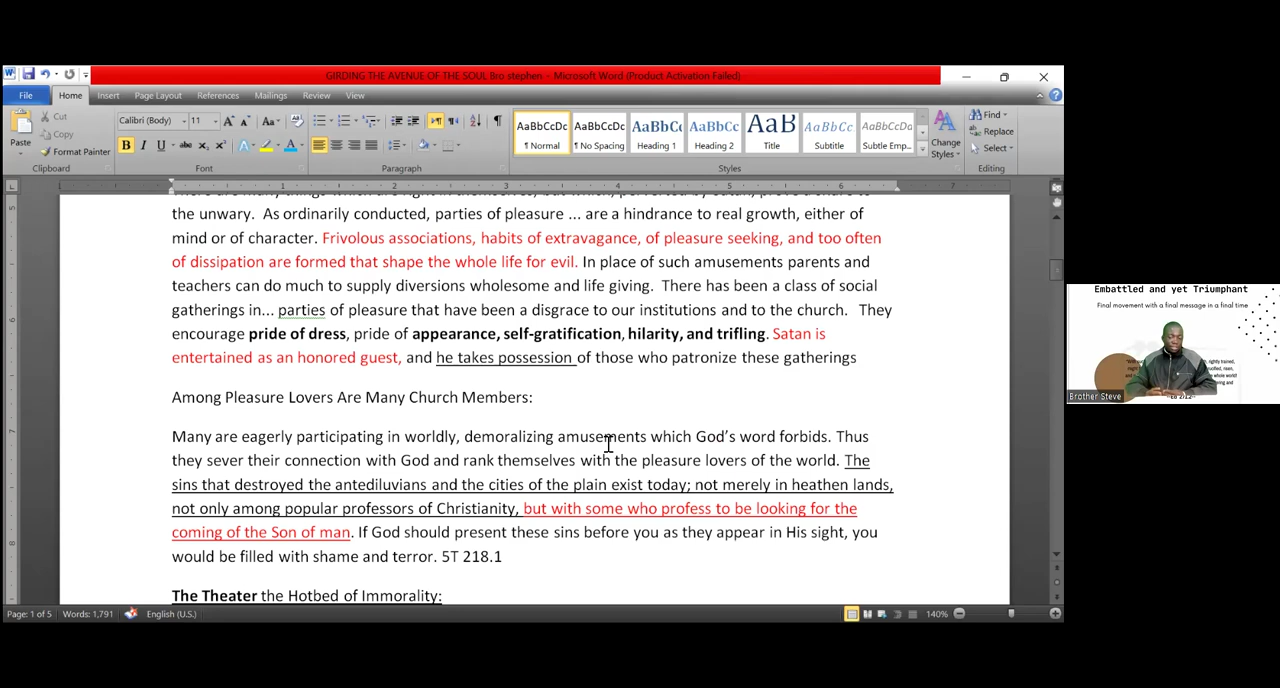 GIRDING THE AVENUE OF THE SOUL Bro stephen - Microsoft Word (Product Activation Failed)
File Home Insert Page Layout References Mailings Review View
Paste
Cut
Copy
Format Painter
Clipboard
Calibri (Body) 11
Font
Paragraph
AaBbCcDc AaBbCcDc AaBbC AaBbCc AaB AaBbCc. AaBbCcDa
¶ Normal ¶ No Spacing Heading 1 Heading 2 Title Subtitle Subtle Emp...
Styles
Change Styles
Find
Replace
Select
Editing
the unwary. As ordinarily conducted, parties of pleasure ... are a hindrance to real growth, either of
mind or of character. Frivolous associations, habits of extravagance, of pleasure seeking, and too often
of dissipation are formed that shape the whole life for evil. In place of such amusements parents and
teachers can do much to supply diversions wholesome and life giving. There has been a class of social
gatherings in... parties of pleasure that have been a disgrace to our institutions and to the church. They
encourage pride of dress, pride of appearance, self-gratification, hilarity, and trifling. Satan is
entertained as an honored guest, and he takes possession of those who patronize these gatherings
Among Pleasure Lovers Are Many Church Members:
Many are eagerly participating in worldly, demoralizing amusements which God's word forbids. Thus
they sever their connection with God and rank themselves with the pleasure lovers of the world. The
sins that destroyed the antediluvians and the cities of the plain exist today; not merely in heathen lands,
not only among popular professors of Christianity, but with some who profess to be looking for the
coming of the Son of man. If God should present these sins before you as they appear in His sight, you
would be filled with shame and terror. 5T 218.1
The Theater the Hotbed of Immorality:
Page: 1 of 5 Words: 1,791 English (U.S.) 140%
Embattled and yet Triumphant
Final movement with a final message in a final time
Brother Steve